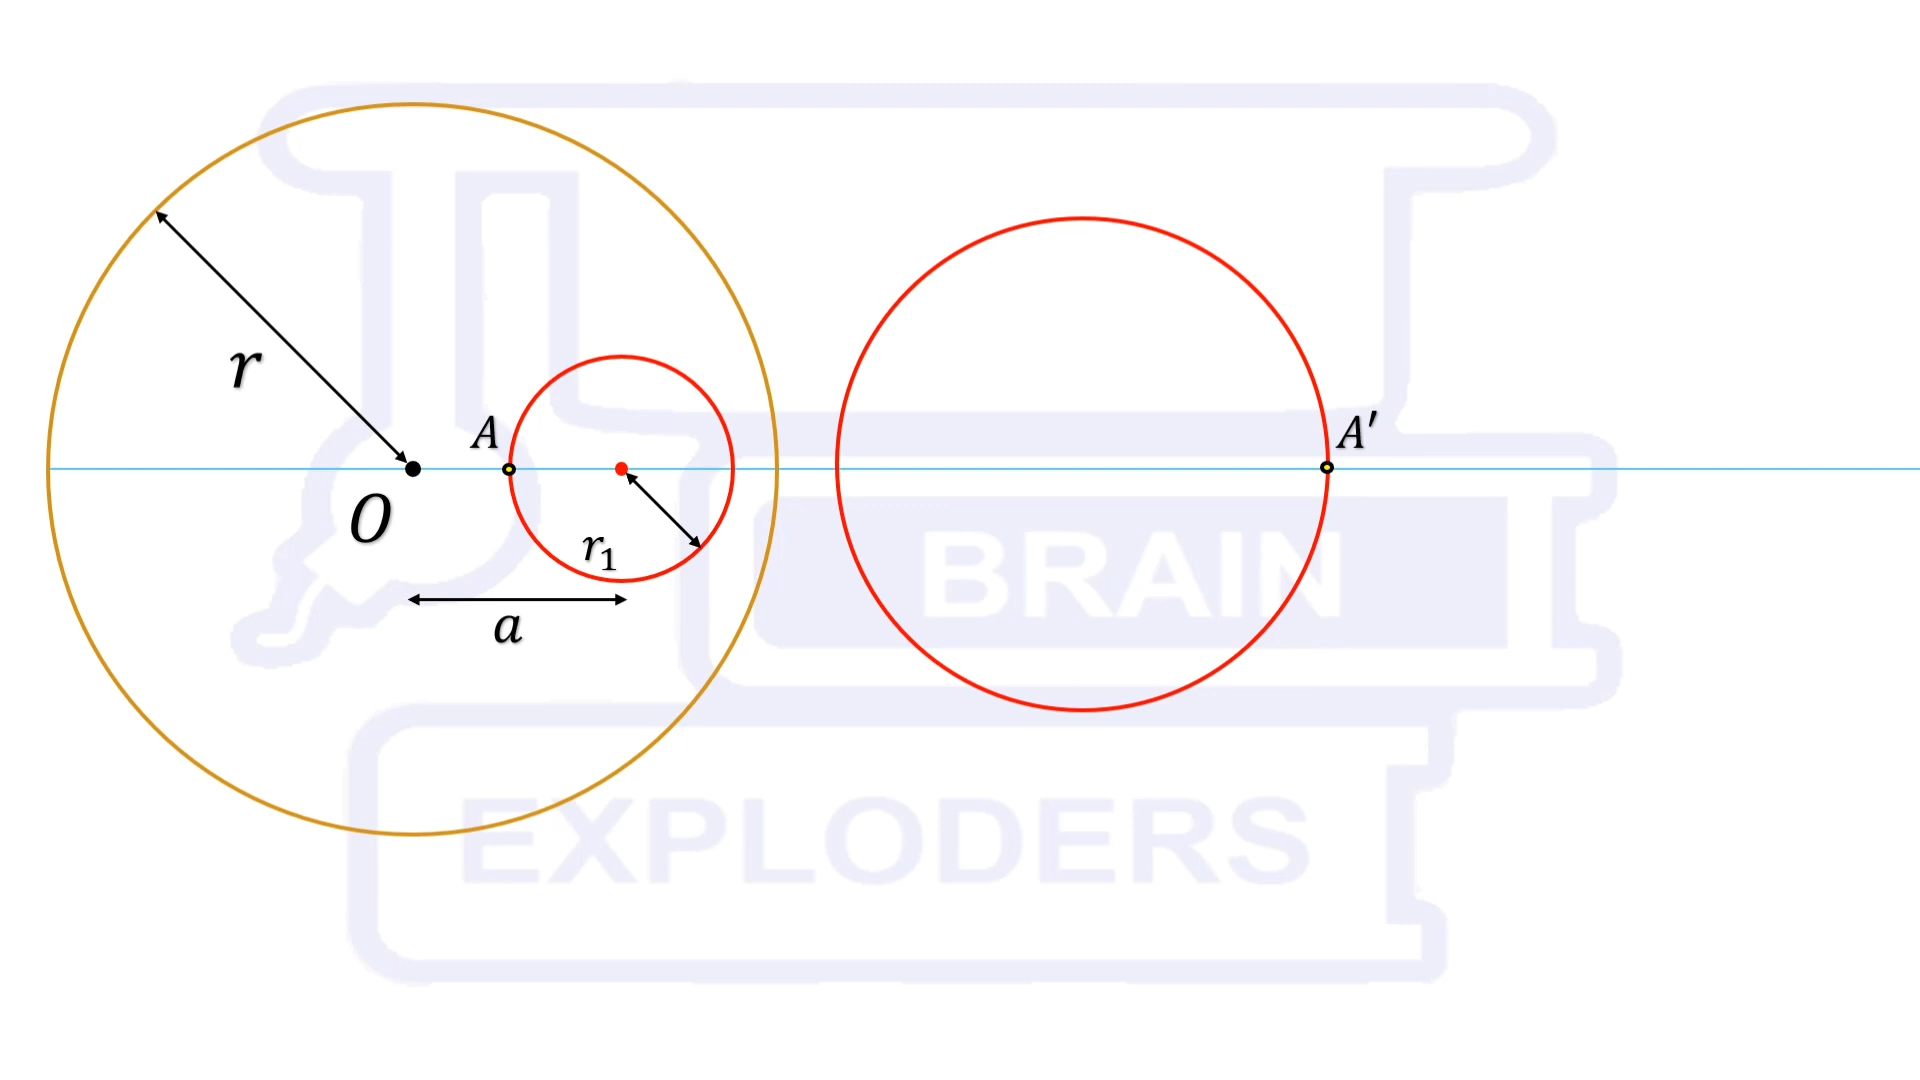 r
A
A′
O
r₁
a
BRAIN
EXPLODERS